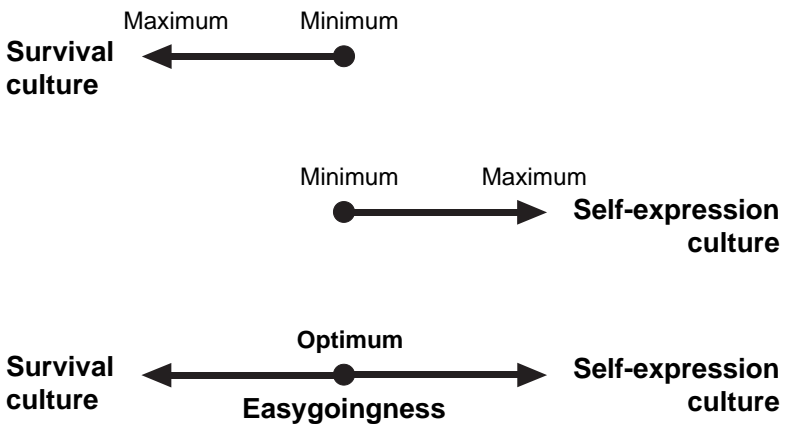 Maximum Minimum
Survival
culture
Minimum Maximum
Self-expression
culture
Optimum
Survival
culture
Self-expression
culture
Easygoingness